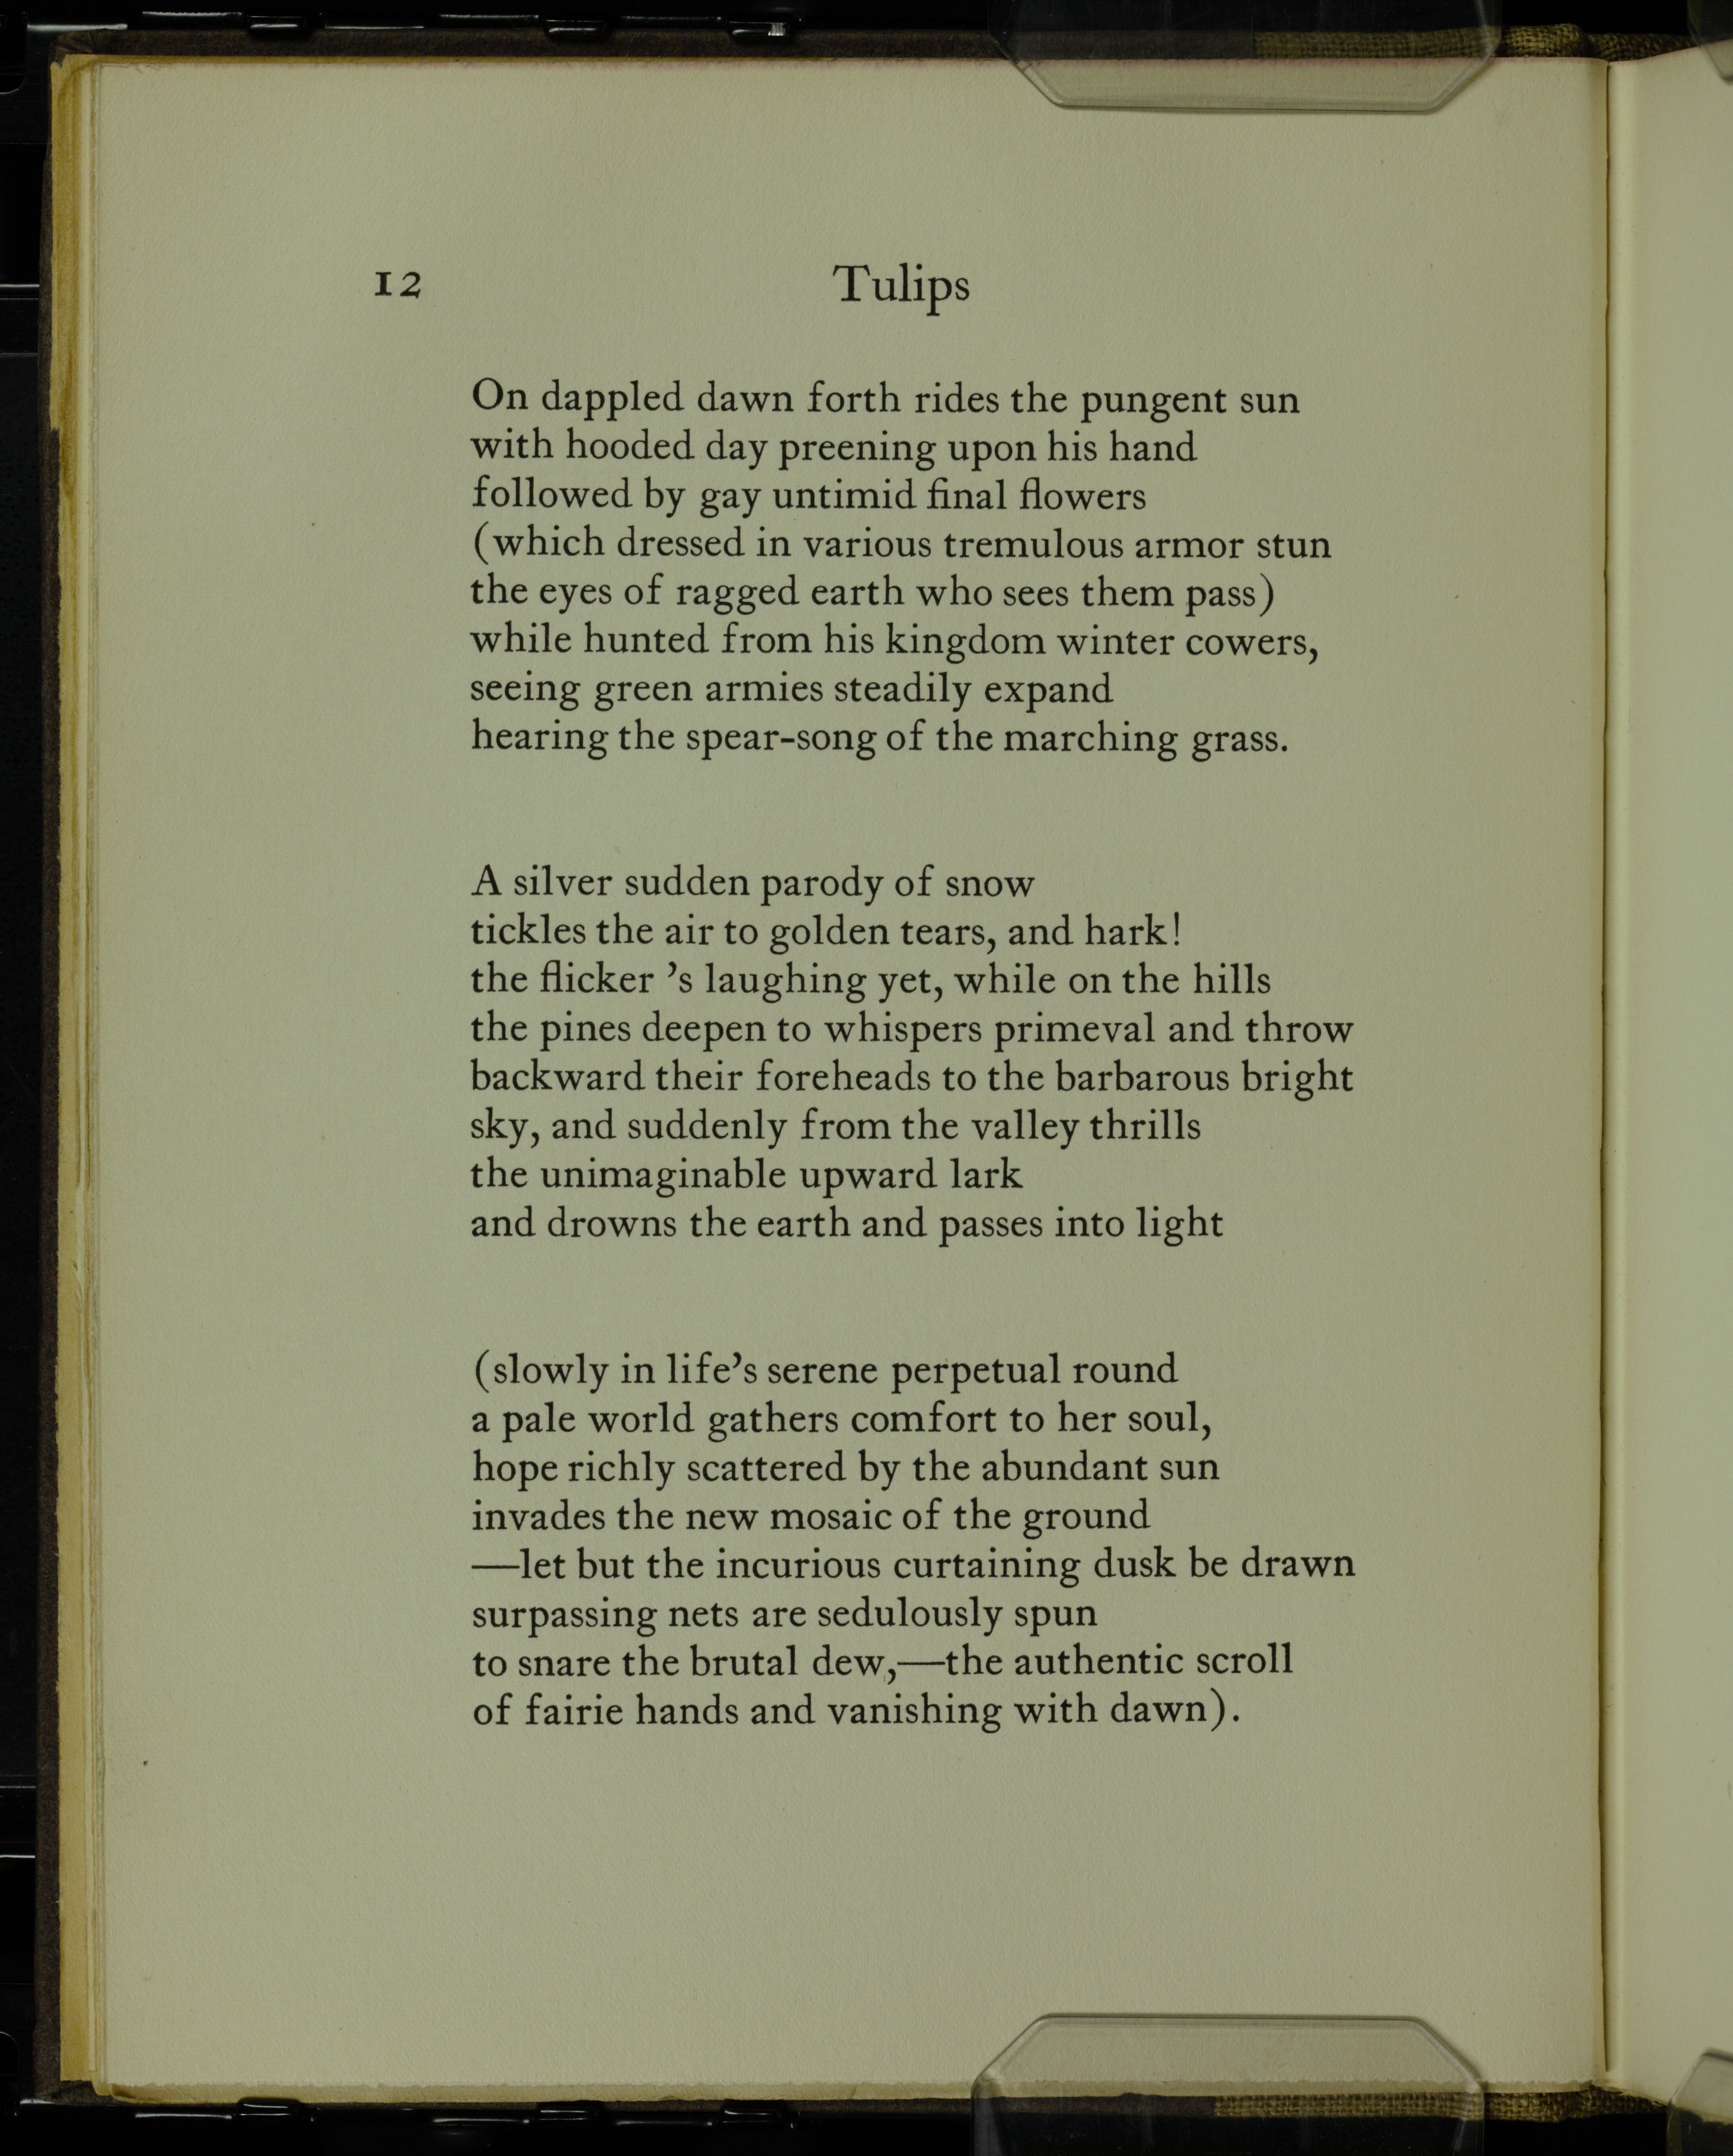 12 Tulips
On dappled dawn forth rides the pungent sun
with hooded day preening upon his hand
followed by gay untimid final flowers
(which dressed in various tremulous armor stun
the eyes of ragged earth who sees them pass)
while hunted from his kingdom winter cowers,
seeing green armies steadily expand
hearing the spear-song of the marching grass.
A silver sudden parody of snow
tickles the air to golden tears, and hark!
the flicker ’s laughing yet, while on the hills
the pines deepen to whispers primeval and throw
backward their foreheads to the barbarous bright
sky, and suddenly from the valley thrills
the unimaginable upward lark
and drowns the earth and passes into light
(slowly in life’s serene perpetual round
a pale world gathers comfort to her soul,
hope richly scattered by the abundant sun
invades the new mosaic of the ground
—let but the incurious curtaining dusk be drawn
surpassing nets are sedulously spun
to snare the brutal dew,—the authentic scroll
of fairie hands and vanishing with dawn).